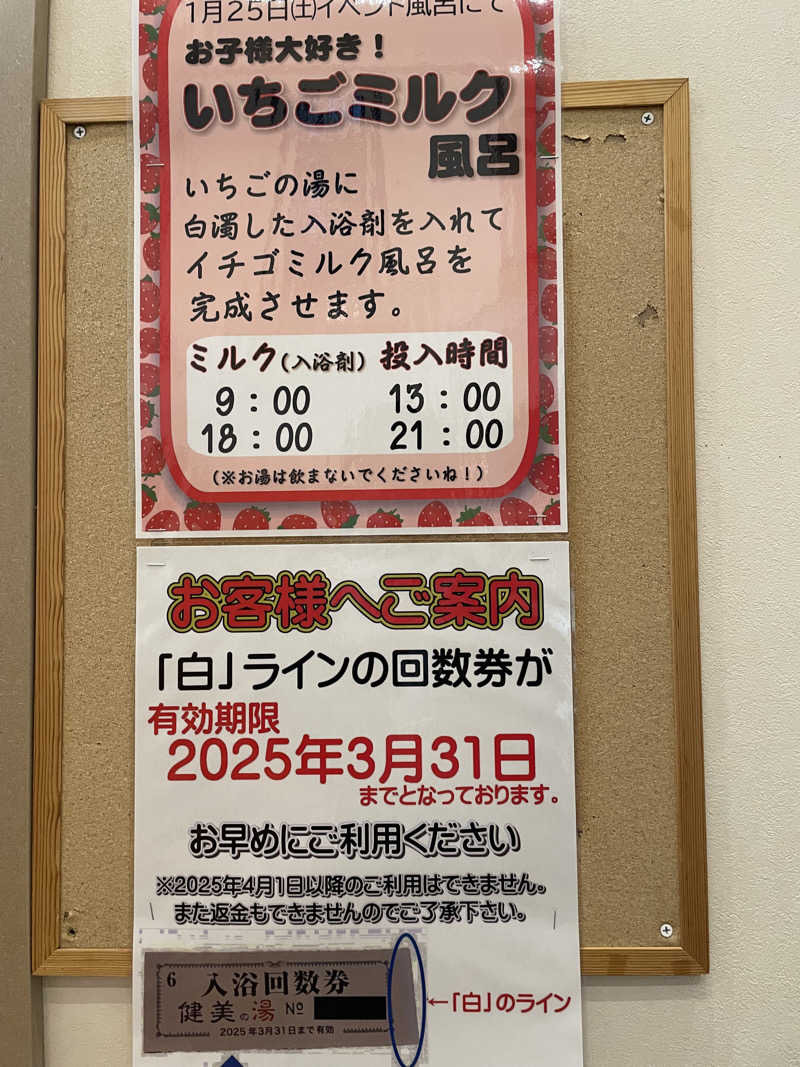 1月25日(土)イベント風呂にて
お子様大好き!
いちごミルク
風呂
いちごの湯に
白濁した入浴剤を入れて
イチゴミルク風呂を
完成させます。
ミルク(入浴剤) 投入時間
9:00 13:00
18:00 21:00
(※お湯は飲まないでくださいね!)
お客様へご案内
「白」ラインの回数券が
有効期限
2025年3月31日
までとなっております。
お早めにご利用ください
※2025年4月1日以降のご利用はできません。
また返金もできませんのでご了承下さい。
6 入浴回数券
健美の湯 №
2025年3月31日まで有効
←「白」のライン